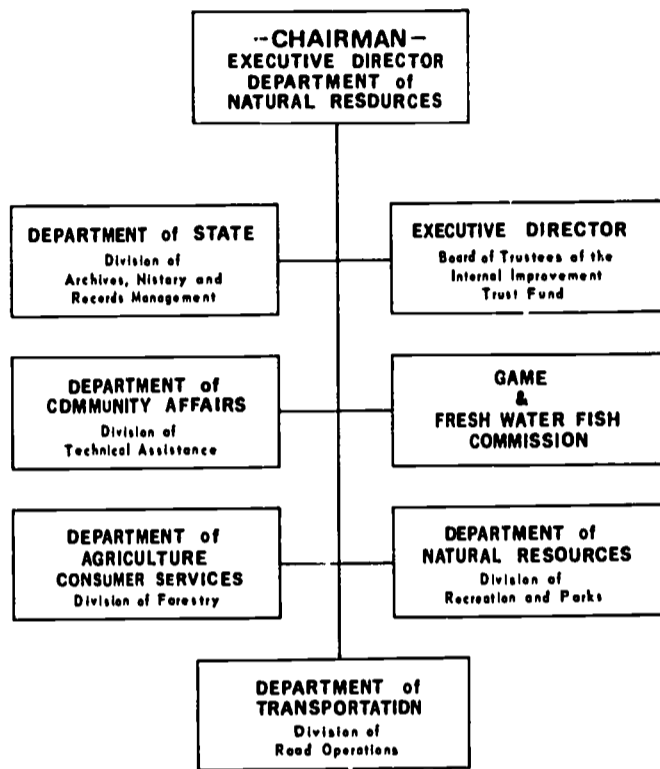 --CHAIRMAN--
EXECUTIVE DIRECTOR
DEPARTMENT of
NATURAL RESDURCES
DEPARTMENT of STATE
Division of
Archives, Nistary and
Records Management
EXECUTIVE DIRECTOR
Board of Trustees of the
Internal Improvement
Trust Fund
DEPARTMENT of
CDMMUNITY AFFAIRS
Division of
Technical Assistance
GAME
&
FRESH WATER FISH
COMMISSION
DEPARTMENT of
AGRICULTURE
CONSUMER SERVICES
Division of Forestry
DEPARTMENT of
NATURAL RESOURCES
Division of
Recreation and Parks
DEPARTMENT of
TRANSPORTATION
Division of
Road Operations